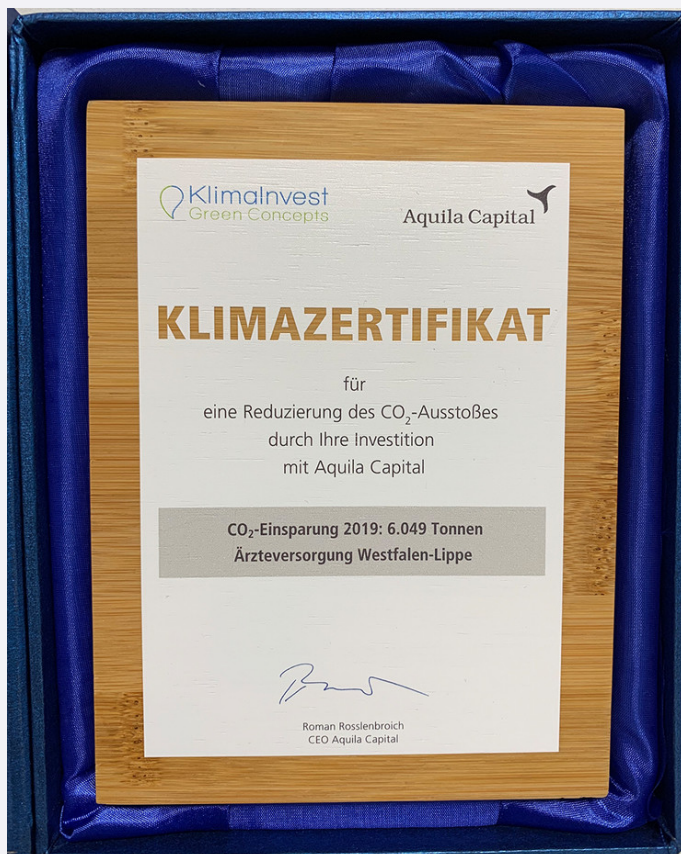 KlimaInvest
Green Concepts
Aquila Capital
KLIMAZERTIFIKAT
für
eine Reduzierung des CO₂-Ausstoßes
durch Ihre Investition
mit Aquila Capital
CO₂-Einsparung 2019: 6.049 Tonnen
Ärzteversorgung Westfalen-Lippe
Roman Rosslenbroich
CEO Aquila Capital